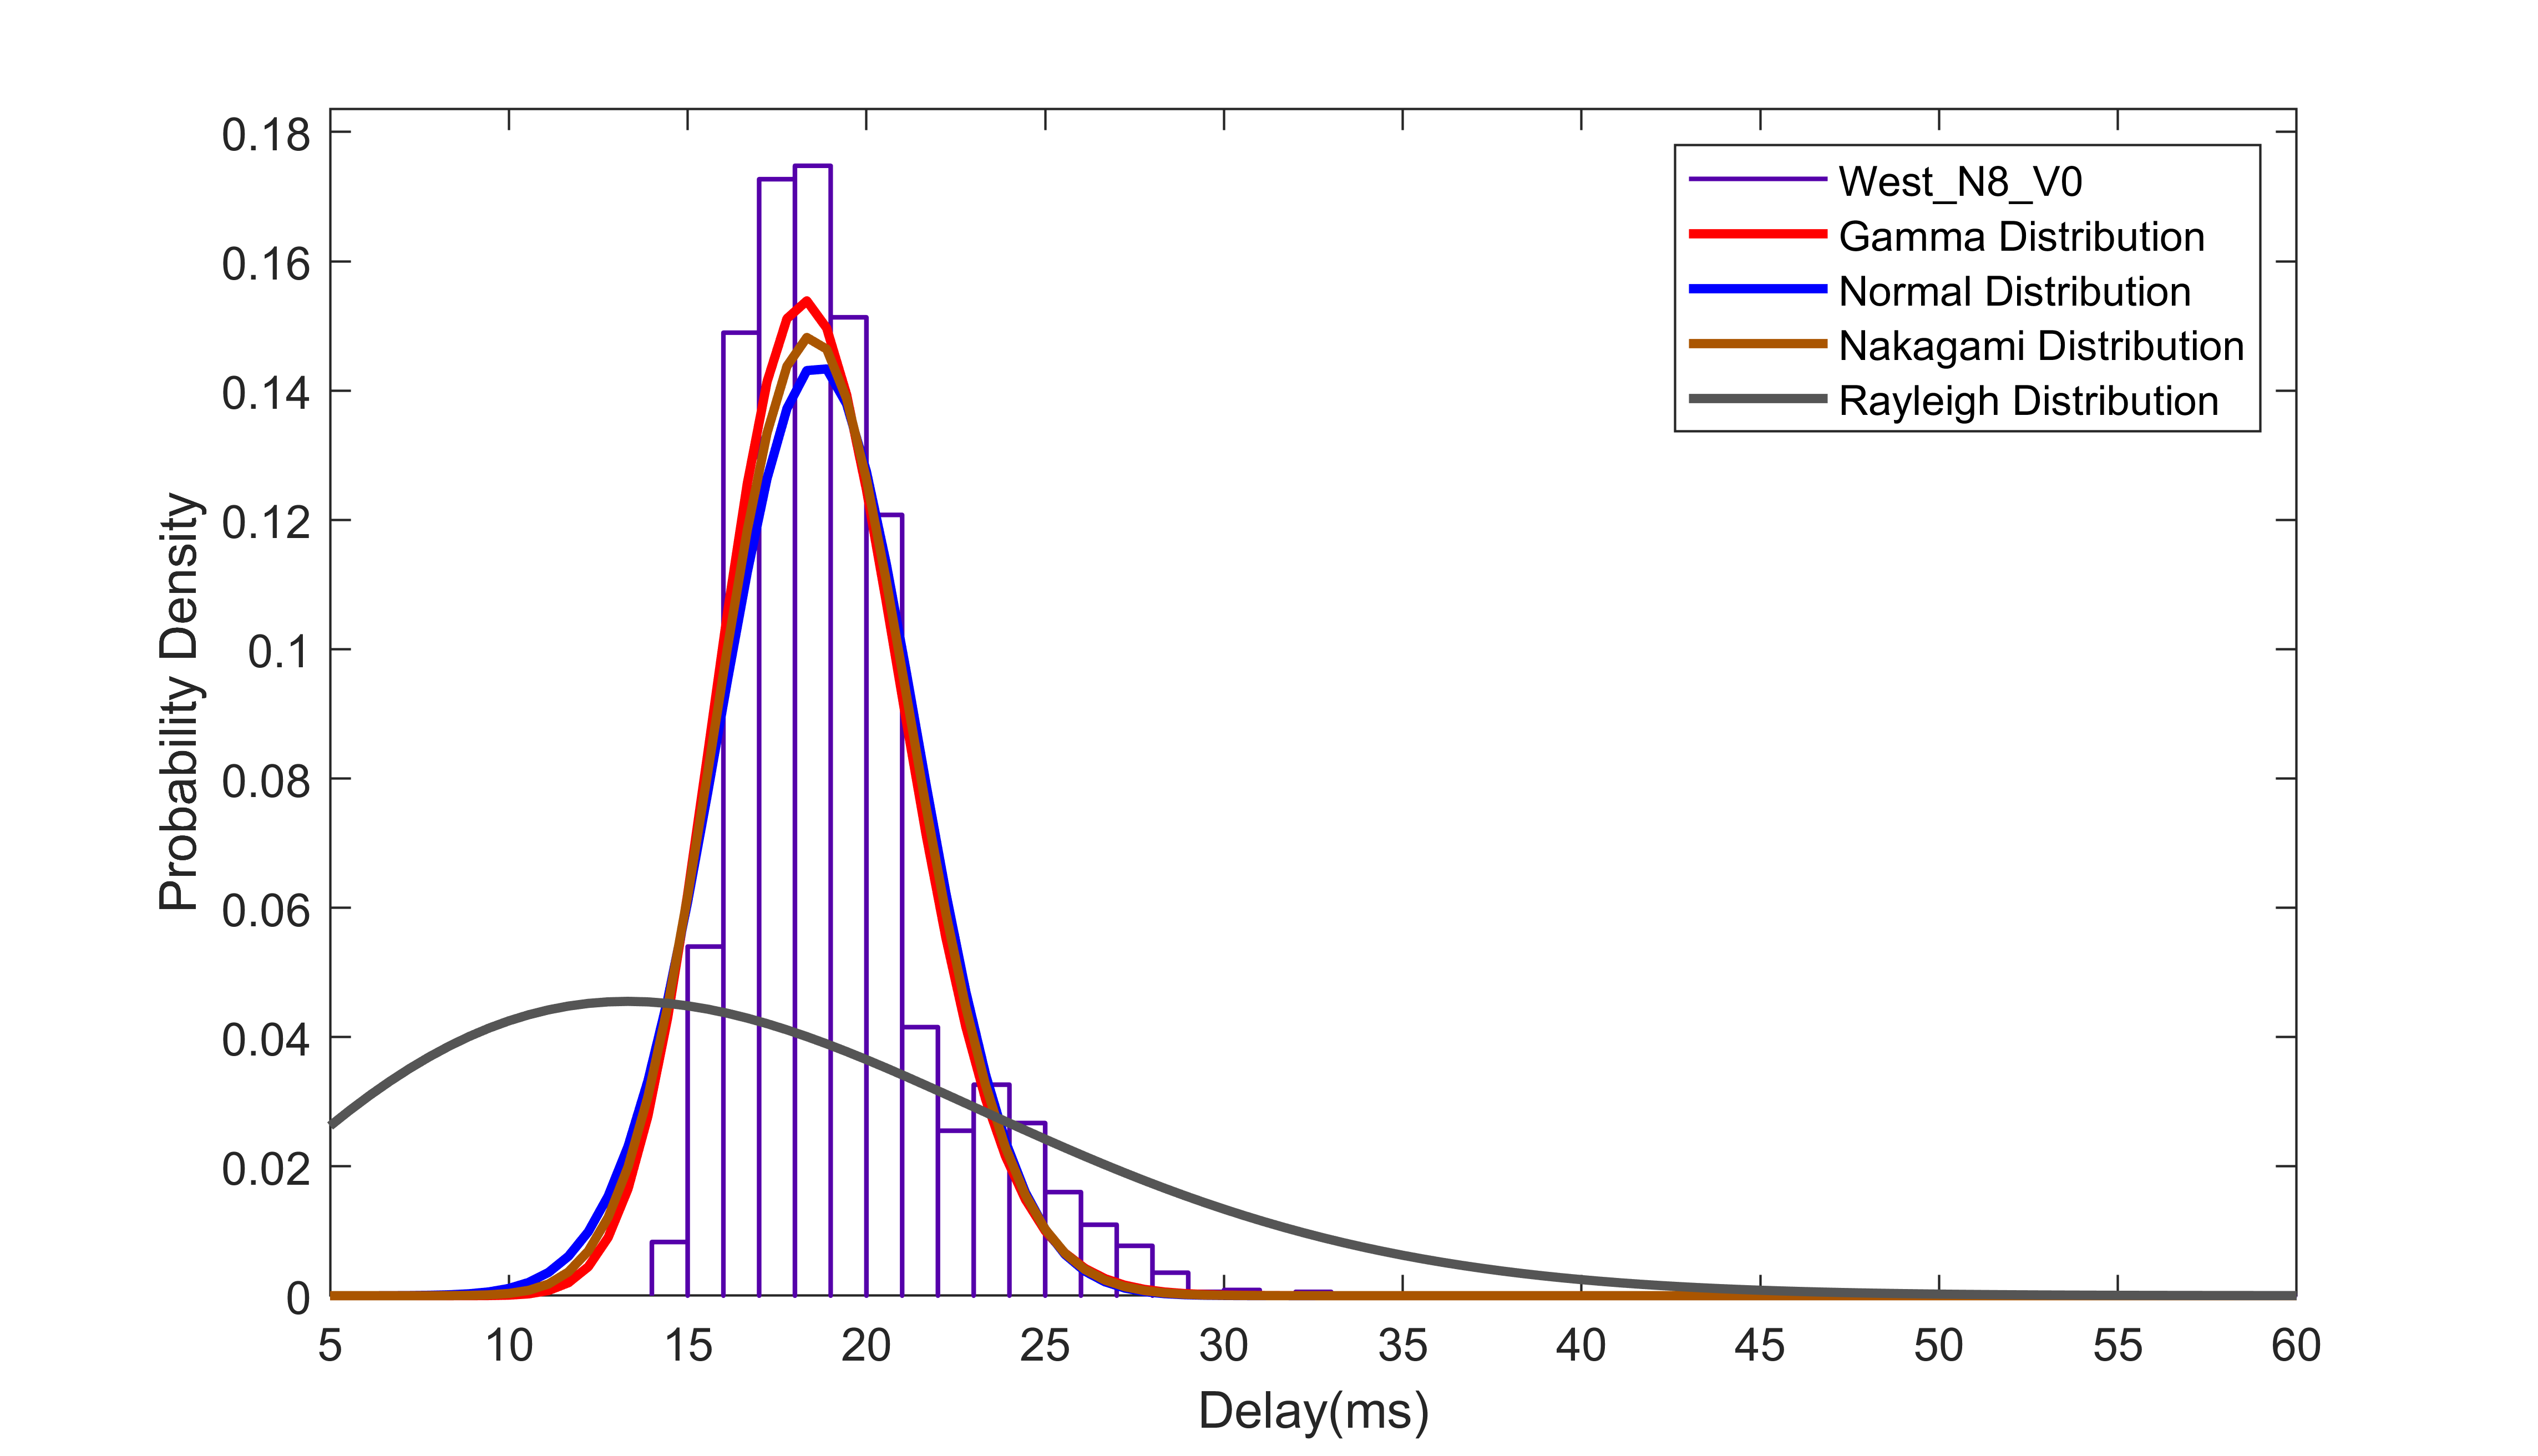 0.18
0.16
0.14
0.12
0.1
0.08
0.06
0.04
0.02
0
Probability Density
West_N8_V0
Gamma Distribution
Normal Distribution
Nakagami Distribution
Rayleigh Distribution
5 10 15 20 25 30 35 40 45 50 55 60
Delay(ms)